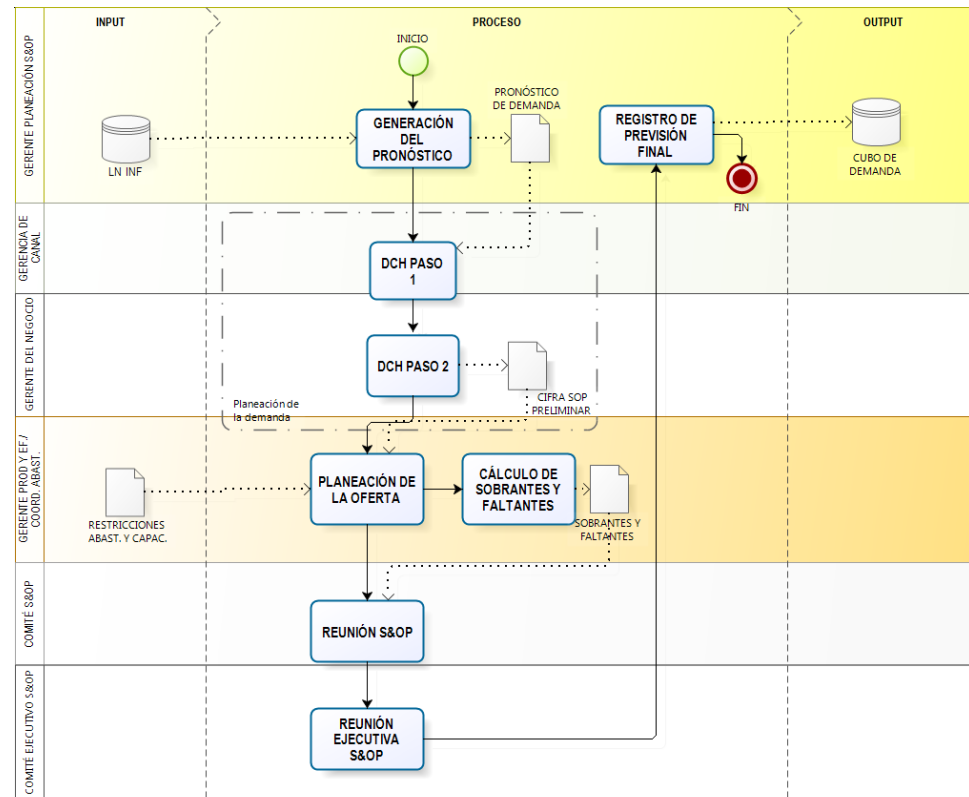 INPUT
PROCESO
OUTPUT
GERENTE PLANEACIÓN S&OP
INICIO
LN INF
GENERACIÓN
DEL
PRONÓSTICO
PRONÓSTICO
DE DEMANDA
REGISTRO DE
PREVISIÓN
FINAL
FIN
CUBO DE
DEMANDA
GERENCIA DE
CANAL
DCH PASO
1
GERENTE DEL NEGOCIO
DCH PASO 2
CIFRA SOP
PRELIMINAR
Planeación de
la demanda
GERENTE PROD Y EF./
COORD. ABAST.
RESTRICCIONES
ABAST. Y CAPAC.
PLANEACIÓN DE
LA OFERTA
CÁLCULO DE
SOBRANTES Y
FALTANTES
SOBRANTES Y
FALTANTES
COMITÉ S&OP
REUNIÓN S&OP
COMITÉ EJECUTIVO S&OP
REUNIÓN
EJECUTIVA
S&OP